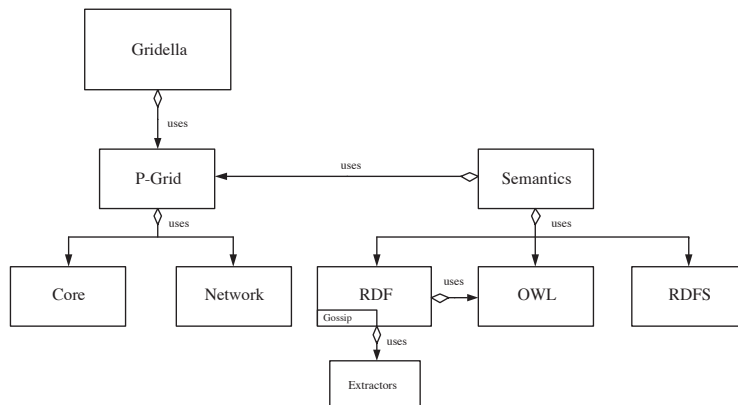 Gridella
uses
P-Grid
uses
Semantics
uses
uses
Core
Network
RDF
uses
OWL
RDFS
Gossip
uses
Extractors